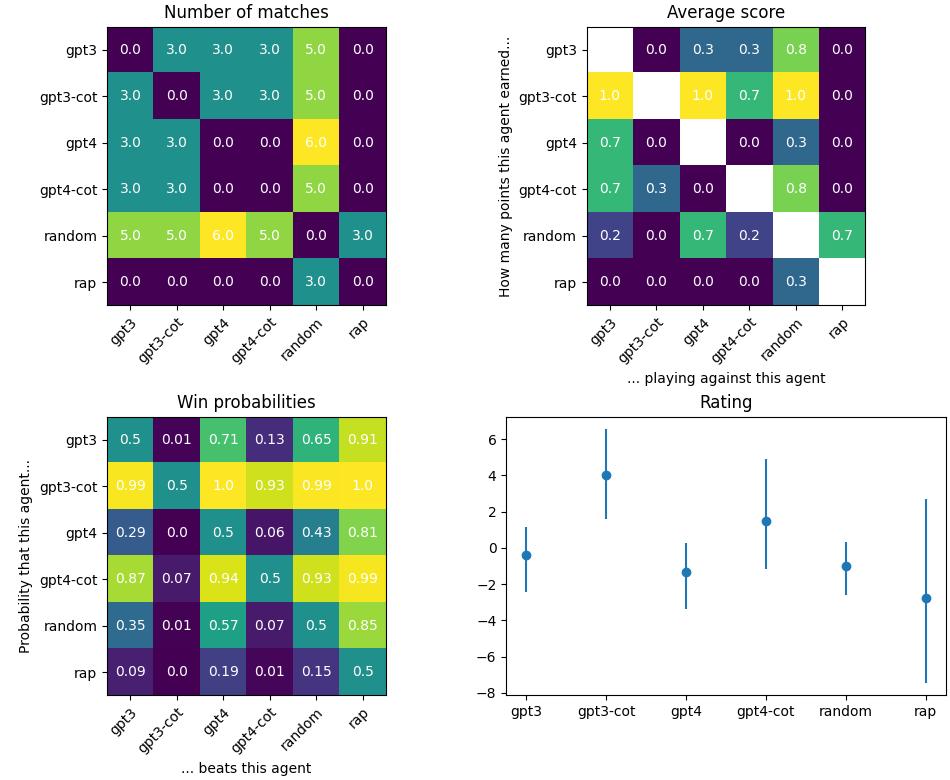 Number of matches
gpt3 0.0 3.0 3.0 3.0 5.0 0.0
gpt3-cot 3.0 0.0 3.0 3.0 5.0 0.0
gpt4 3.0 3.0 0.0 0.0 6.0 0.0
gpt4-cot 3.0 3.0 0.0 0.0 5.0 0.0
random 5.0 5.0 6.0 5.0 0.0 3.0
rap 0.0 0.0 0.0 0.0 3.0 0.0
gpt3 gpt3-cot gpt4 gpt4-cot random rap
Average score
How many points this agent earned...
gpt3 0.0 0.3 0.3 0.8 0.0
gpt3-cot 1.0 1.0 0.7 1.0 0.0
gpt4 0.7 0.0 0.0 0.3 0.0
gpt4-cot 0.7 0.3 0.0 0.8 0.0
random 0.2 0.0 0.7 0.2 0.7
rap 0.0 0.0 0.0 0.0 0.3
gpt3 gpt3-cot gpt4 gpt4-cot random rap
... playing against this agent
Win probabilities
Probability that this agent...
gpt3 0.5 0.01 0.71 0.13 0.65 0.91
gpt3-cot 0.99 0.5 1.0 0.93 0.99 1.0
gpt4 0.29 0.0 0.5 0.06 0.43 0.81
gpt4-cot 0.87 0.07 0.94 0.5 0.93 0.99
random 0.35 0.01 0.57 0.07 0.5 0.85
rap 0.09 0.0 0.19 0.01 0.15 0.5
gpt3 gpt3-cot gpt4 gpt4-cot random rap
... beats this agent
Rating
6
4
2
0
−2
−4
−6
−8
gpt3 gpt3-cot gpt4 gpt4-cot random rap